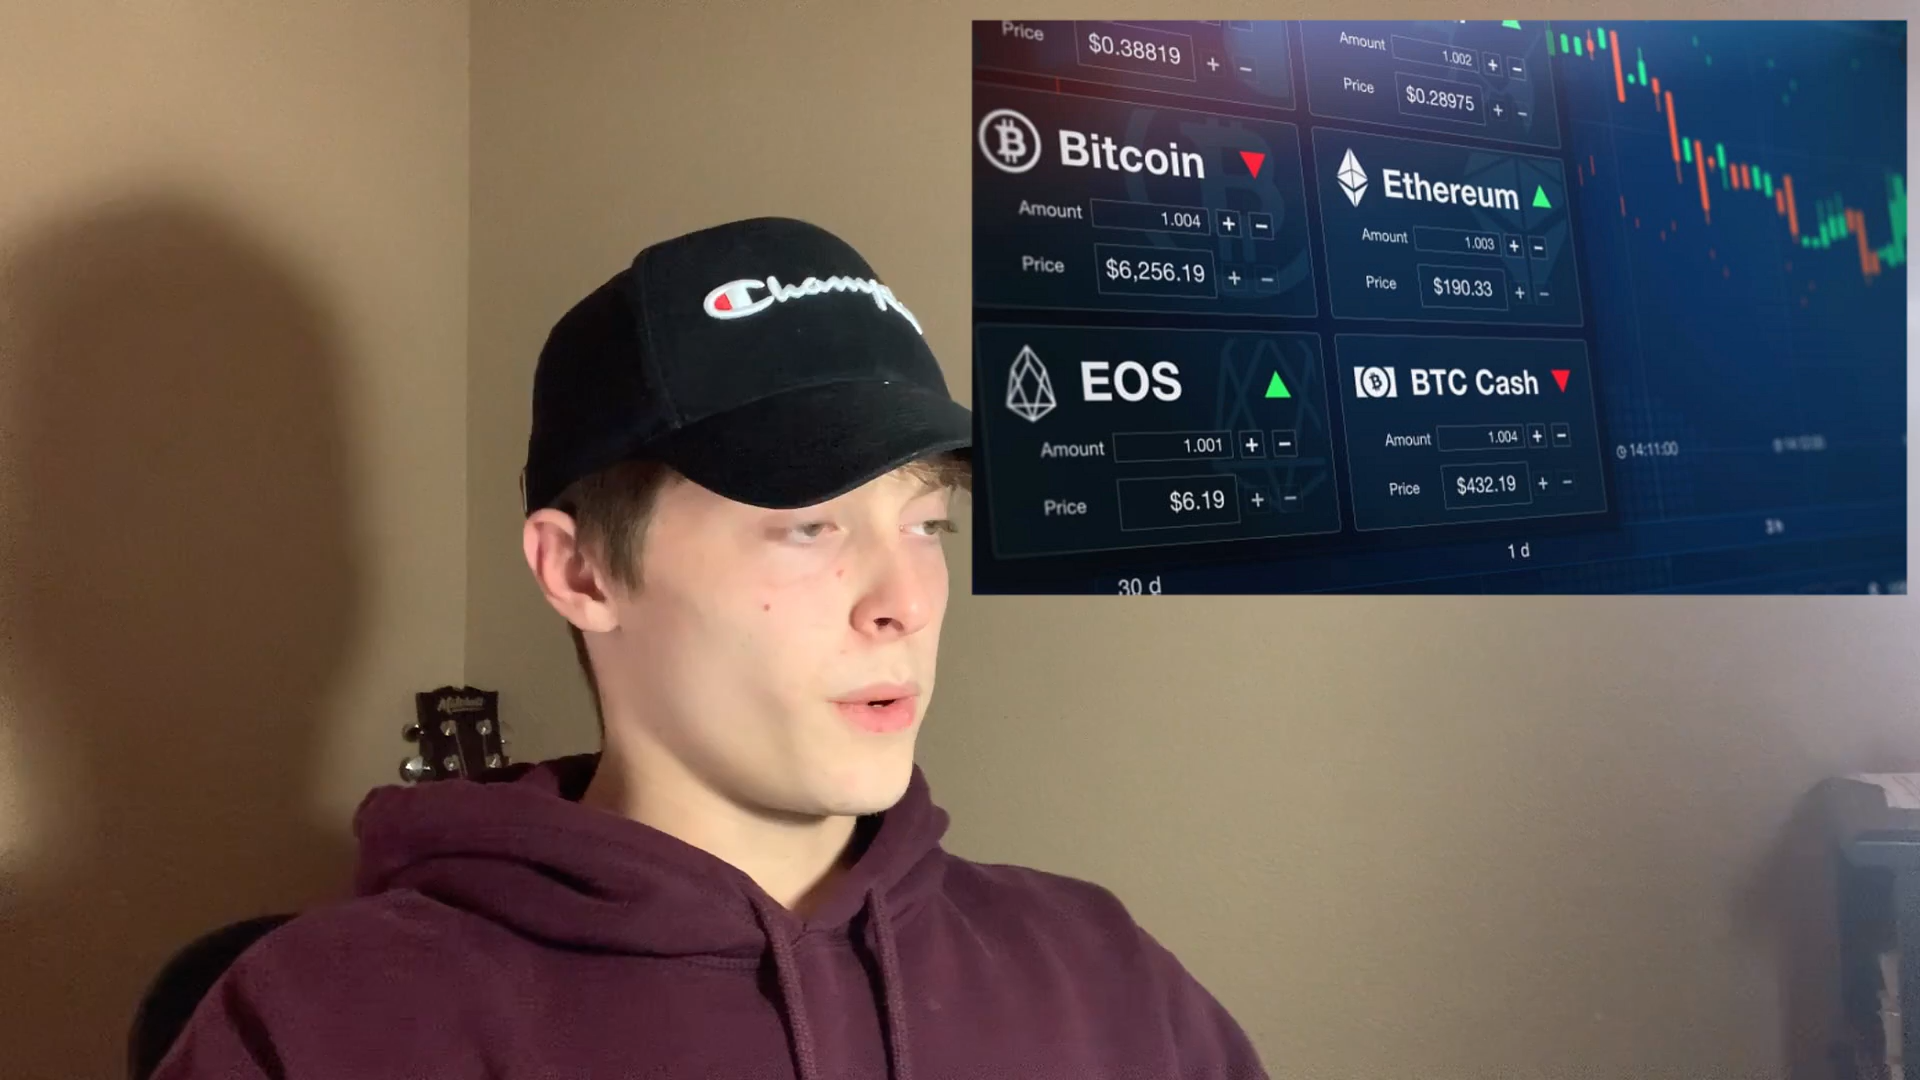 Price
$0.38819
+
−
Amount
1.002
+
−
Price
$0.28975
+
−
Bitcoin
Amount
1.004
+
−
Price
$6,256.19
+
−
Ethereum
Amount
1.003
+
−
Price
$190.33
+
−
EOS
Amount
1.001
+
−
Price
$6.19
+
−
BTC Cash
Amount
1.004
+
−
Price
$432.19
+
−
14:11:00
1 d
30 d
Champ
Mitchell